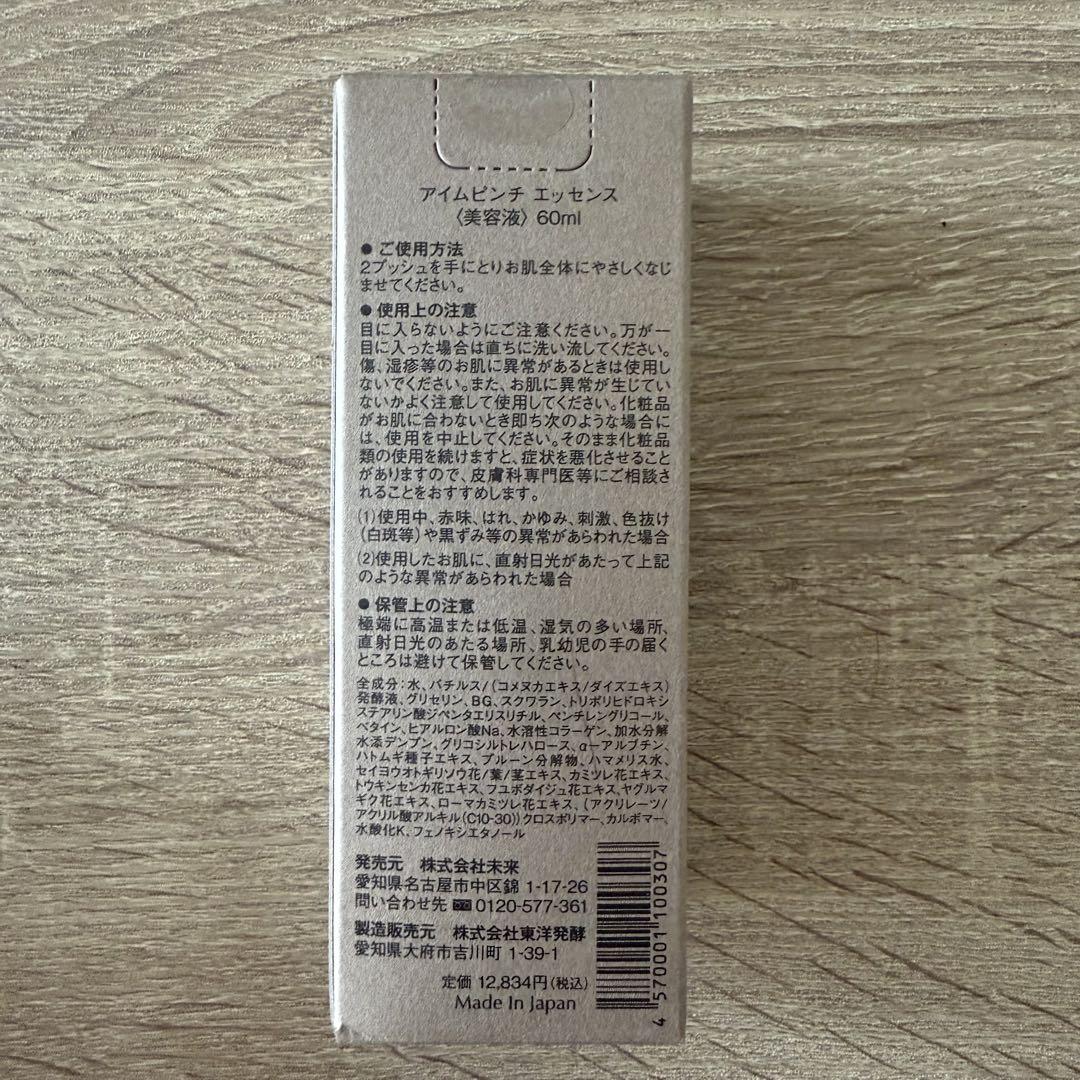 アイムピンチ エッセンス
〈美容液〉60ml
● ご使用方法
2プッシュを手にとりお肌全体にやさしくなじ
ませてください。
● 使用上の注意
目に入らないようにご注意ください。万が一
目に入った場合は直ちに洗い流してください。
傷、湿疹等のお肌に異常があるときは使用し
ないでください。また、お肌に異常が生じてい
ないかよく注意して使用してください。化粧品
がお肌に合わないとき即ち次のような場合に
は、使用を中止してください。そのまま化粧品
類の使用を続けますと、症状を悪化させること
がありますので、皮膚科専門医等にご相談さ
れることをおすすめします。
(1)使用中、赤味、はれ、かゆみ、刺激、色抜け
(白斑等)や黒ずみ等の異常があらわれた場合
(2)使用したお肌に、直射日光があたって上記
のような異常があらわれた場合
● 保管上の注意
極端に高温または低温、湿気の多い場所、
直射日光のあたる場所、乳幼児の手の届く
ところは避けて保管してください。
全成分：水、バチルス/(コメヌカエキス/ダイズエキス)
発酵液、グリセリン、BG、スクワラン、トリポリヒドロキシ
ステアリン酸ジペンタエリスリチル、ペンチレングリコール、
ベタイン、ヒアルロン酸Na、水溶性コラーゲン、加水分解
水添デンプン、グリコシルトレハロース、α－アルブチン、
ハトムギ種子エキス、プルーン分解物、ハマメリス水、
セイヨウオトギリソウ花/葉/茎エキス、カミツレ花エキス、
トウキンセンカ花エキス、フユボダイジュ花エキス、ヤグルマ
ギク花エキス、ローマカミツレ花エキス、(アクリレーツ/
アクリル酸アルキル(C10-30))クロスポリマー、カルボマー、
水酸化K、フェノキシエタノール
発売元 株式会社未来
愛知県名古屋市中区錦 1-17-26
問い合わせ先 0120-577-361
製造販売元 株式会社東洋発酵
愛知県大府市吉川町 1-39-1
定価 12,834円(税込)
Made In Japan
4 570001 100307